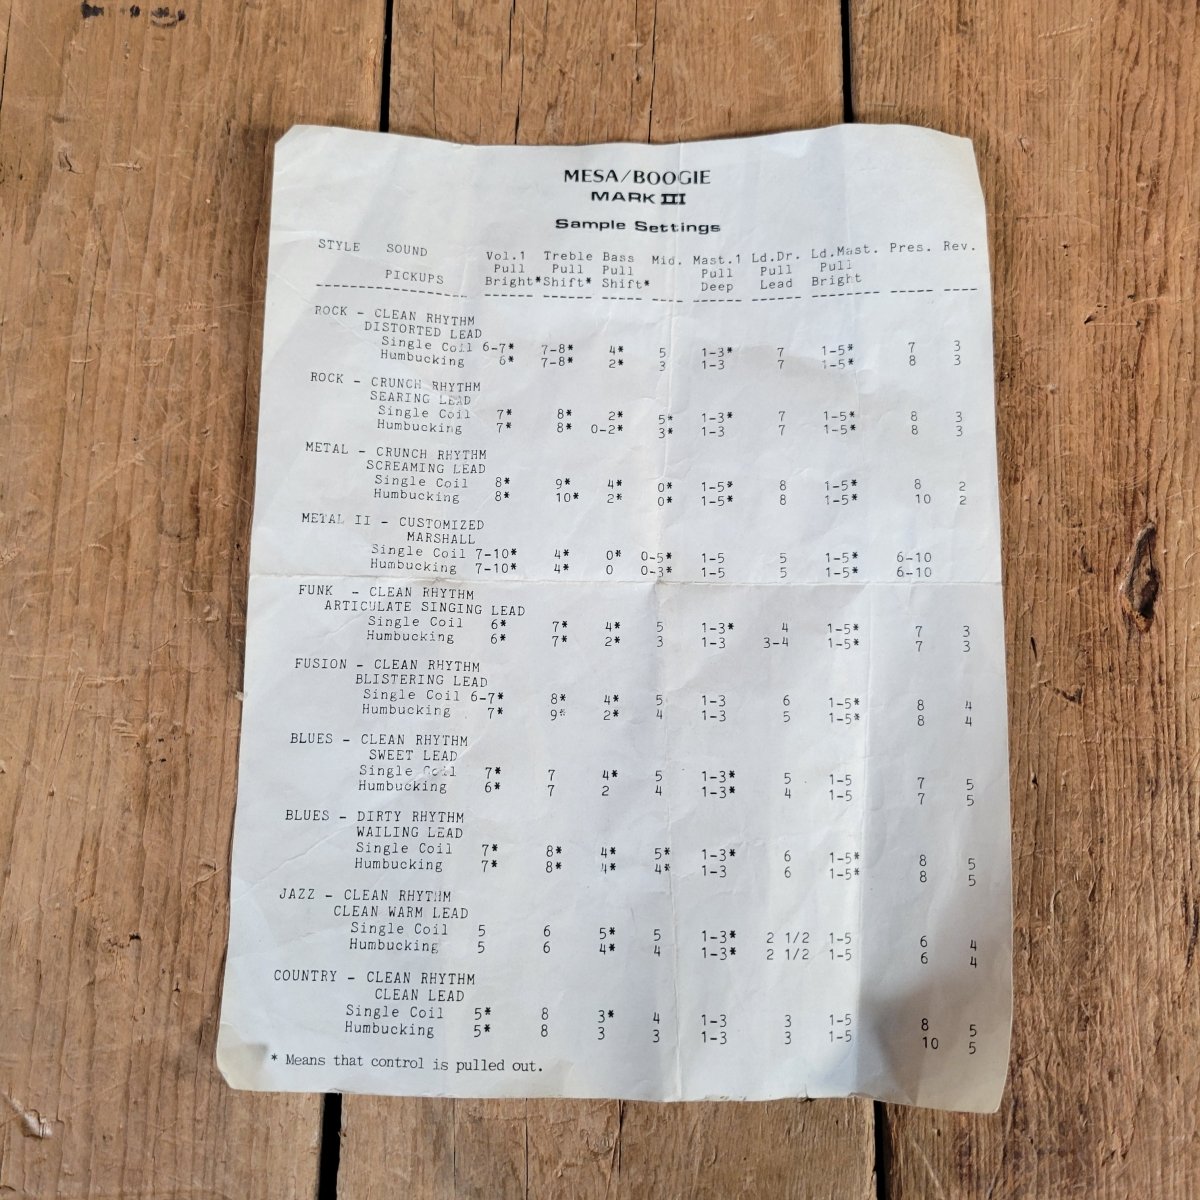 MESA/BOOGIE
MARK III
Sample Settings
STYLE SOUND Vol.1 Treble Bass Mid. Mast.1 Ld.Dr. Ld.Mast. Pres. Rev.
Pull Pull Pull Pull Pull Pull
PICKUPS Bright* Shift* Shift* Deep Lead Bright
ROCK - CLEAN RHYTHM
DISTORTED LEAD
Single Coil 6-7* 7-8* 4* 5 1-3* 7 1-5* 7 3
Humbucking 6* 7-8* 2* 3 1-3 7 1-5* 8 3
ROCK - CRUNCH RHYTHM
SEARING LEAD
Single Coil 7* 8* 2* 5* 1-3* 7 1-5* 8 3
Humbucking 7* 8* 0-2* 3* 1-3 7 1-5* 8 3
METAL - CRUNCH RHYTHM
SCREAMING LEAD
Single Coil 8* 9* 4* 0* 1-5* 8 1-5* 8 2
Humbucking 8* 10* 2* 0* 1-5* 8 1-5* 10 2
METAL II - CUSTOMIZED
MARSHALL
Single Coil 7-10* 4* 0* 0-5* 1-5 5 1-5* 6-10
Humbucking 7-10* 4* 0 0-3* 1-5 5 1-5* 6-10
FUNK - CLEAN RHYTHM
ARTICULATE SINGING LEAD
Single Coil 6* 7* 4* 5 1-3* 4 1-5* 7 3
Humbucking 6* 7* 2* 3 1-3 3-4 1-5* 7 3
FUSION - CLEAN RHYTHM
BLISTERING LEAD
Single Coil 6-7* 8* 4* 5 1-3 6 1-5* 8 4
Humbucking 7* 9* 2* 4 1-3 5 1-5* 8 4
BLUES - CLEAN RHYTHM
SWEET LEAD
Single Coil 7* 7 4* 5 1-3* 5 1-5 7 5
Humbucking 6* 7 2 4 1-3* 4 1-5 7 5
BLUES - DIRTY RHYTHM
WAILING LEAD
Single Coil 7* 8* 4* 5* 1-3* 6 1-5* 8 5
Humbucking 7* 8* 4* 4* 1-3 6 1-5* 8 5
JAZZ - CLEAN RHYTHM
CLEAN WARM LEAD
Single Coil 5 6 5* 5 1-3* 2 1/2 1-5 6 4
Humbucking 5 6 4* 4 1-3* 2 1/2 1-5 6 4
COUNTRY - CLEAN RHYTHM
CLEAN LEAD
Single Coil 5* 8 3* 4 1-3 3 1-5 8 5
Humbucking 5* 8 3 3 1-3 3 1-5 10 5
* Means that control is pulled out.